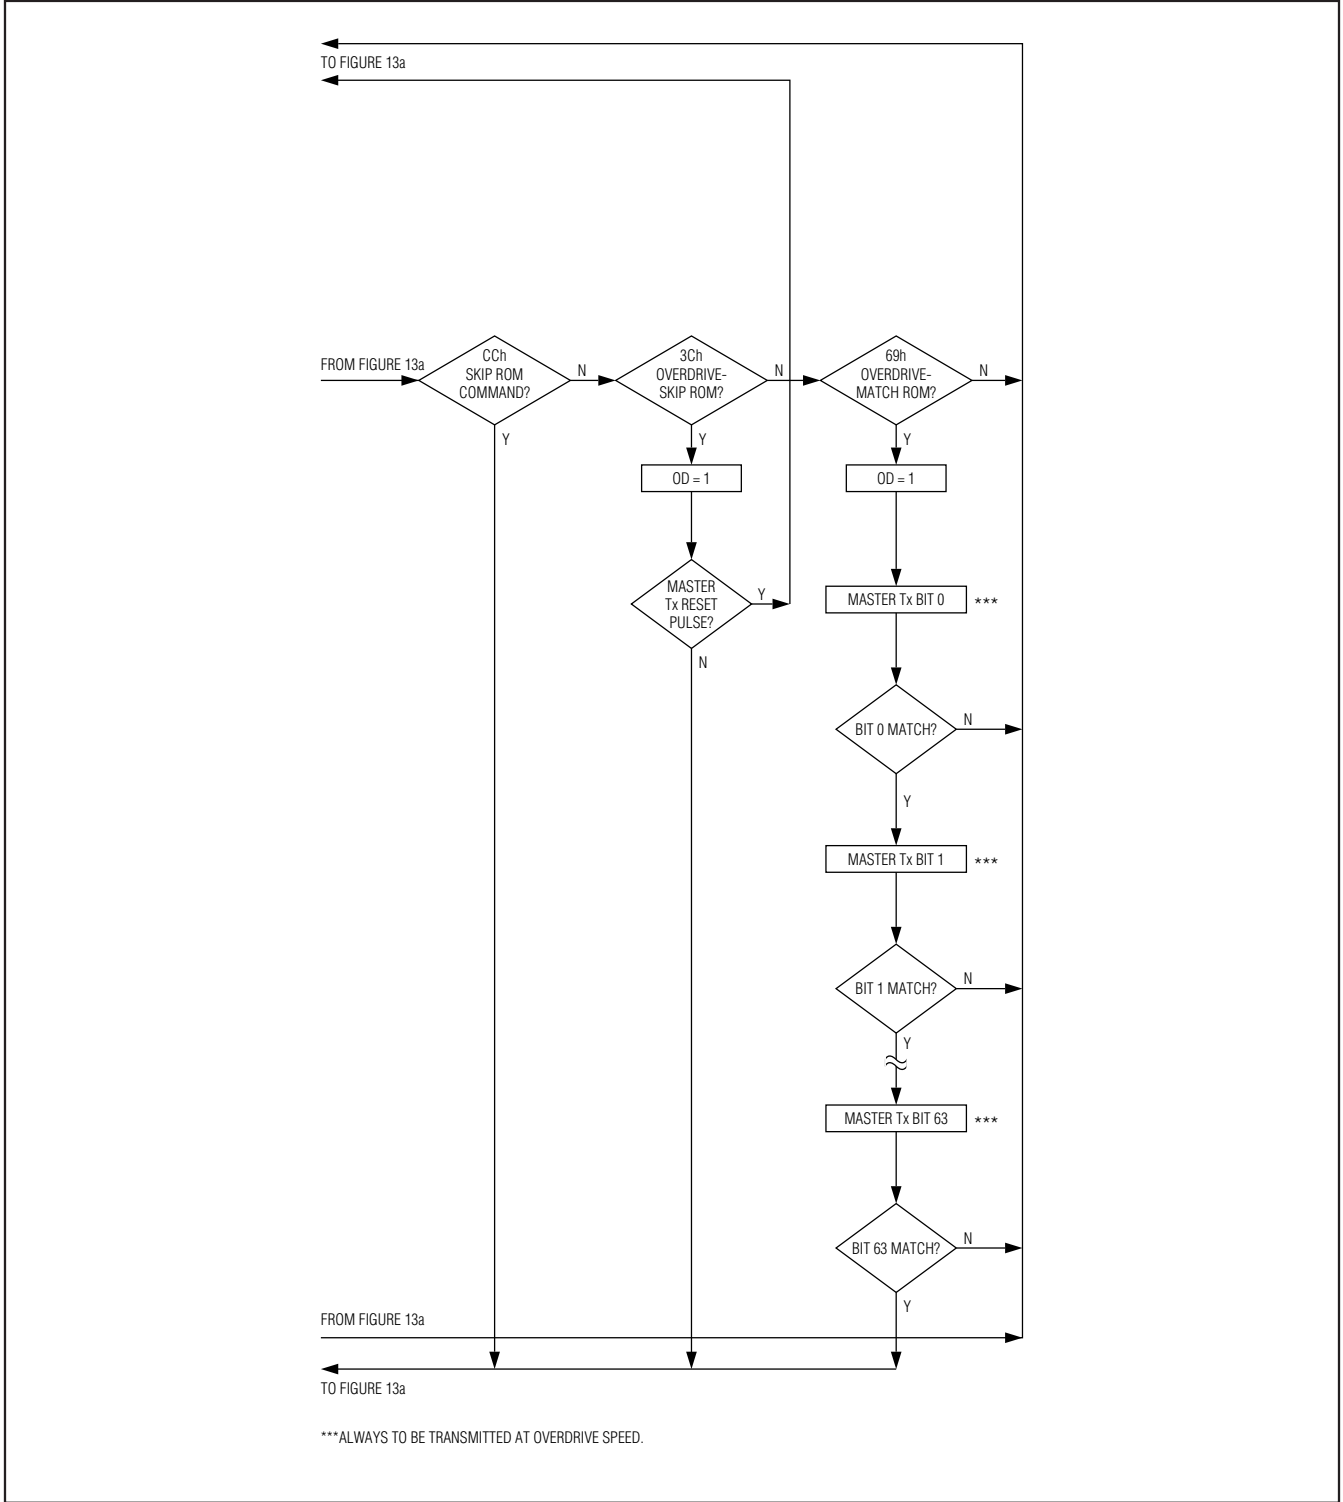 TO FIGURE 13a
FROM FIGURE 13a
CCh
SKIP ROM
COMMAND?
N
3Ch
OVERDRIVE-
SKIP ROM?
N
69h
OVERDRIVE-
MATCH ROM?
N
Y
Y
Y
OD = 1
OD = 1
MASTER
Tx RESET
PULSE?
Y
MASTER Tx BIT 0
***
N
BIT 0 MATCH?
N
Y
MASTER Tx BIT 1
***
BIT 1 MATCH?
N
Y
MASTER Tx BIT 63
***
BIT 63 MATCH?
N
Y
FROM FIGURE 13a
TO FIGURE 13a
***ALWAYS TO BE TRANSMITTED AT OVERDRIVE SPEED.